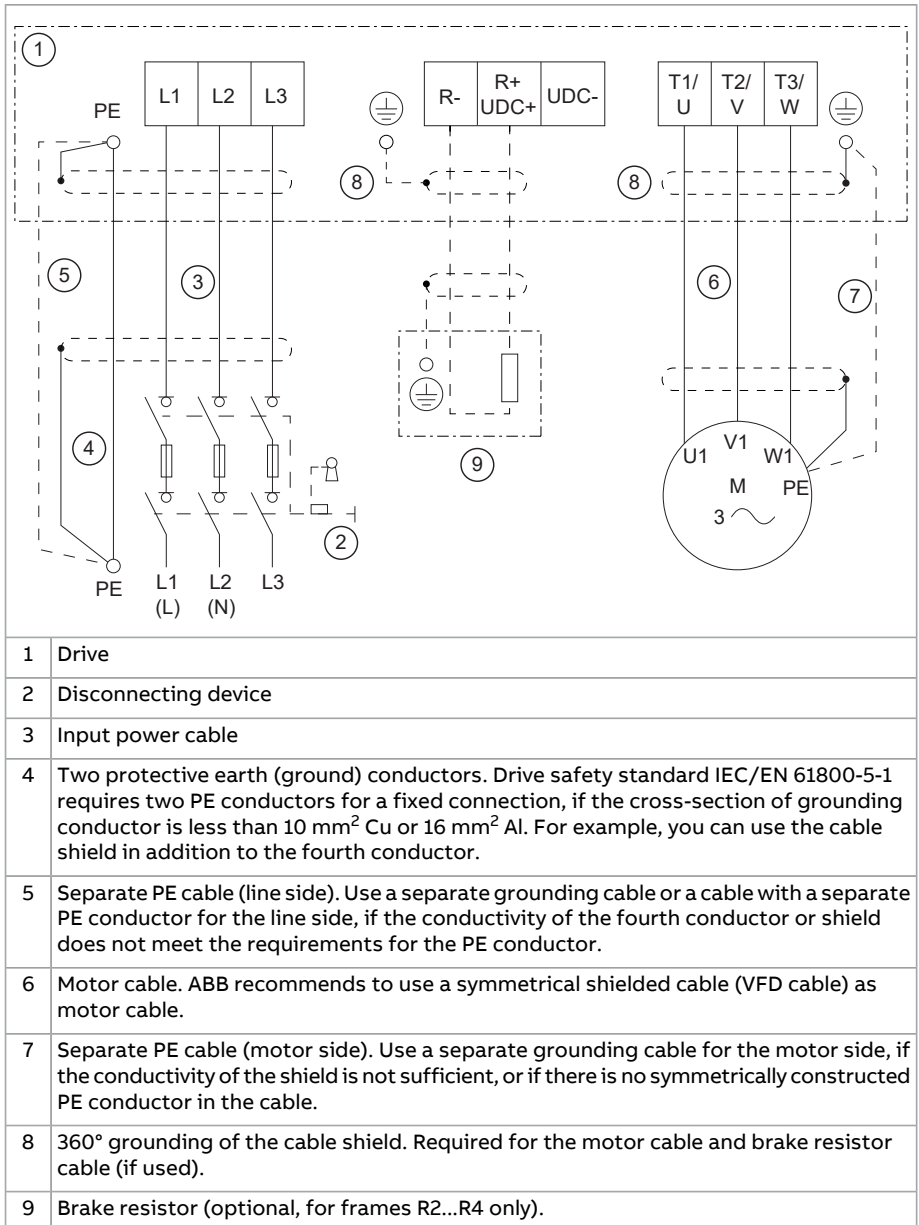 1
PE
L1
L2
L3
R-
R+
UDC+
UDC-
T1/
U
T2/
V
T3/
W
8
8
5
3
6
7
4
9
2
U1
V1
W1
M
PE
3
PE
L1
(L)
L2
(N)
L3
1 Drive
2 Disconnecting device
3 Input power cable
4 Two protective earth (ground) conductors. Drive safety standard IEC/EN 61800-5-1
requires two PE conductors for a fixed connection, if the cross-section of grounding
conductor is less than 10 mm² Cu or 16 mm² Al. For example, you can use the cable
shield in addition to the fourth conductor.
5 Separate PE cable (line side). Use a separate grounding cable or a cable with a separate
PE conductor for the line side, if the conductivity of the fourth conductor or shield
does not meet the requirements for the PE conductor.
6 Motor cable. ABB recommends to use a symmetrical shielded cable (VFD cable) as
motor cable.
7 Separate PE cable (motor side). Use a separate grounding cable for the motor side, if
the conductivity of the shield is not sufficient, or if there is no symmetrically constructed
PE conductor in the cable.
8 360° grounding of the cable shield. Required for the motor cable and brake resistor
cable (if used).
9 Brake resistor (optional, for frames R2...R4 only).